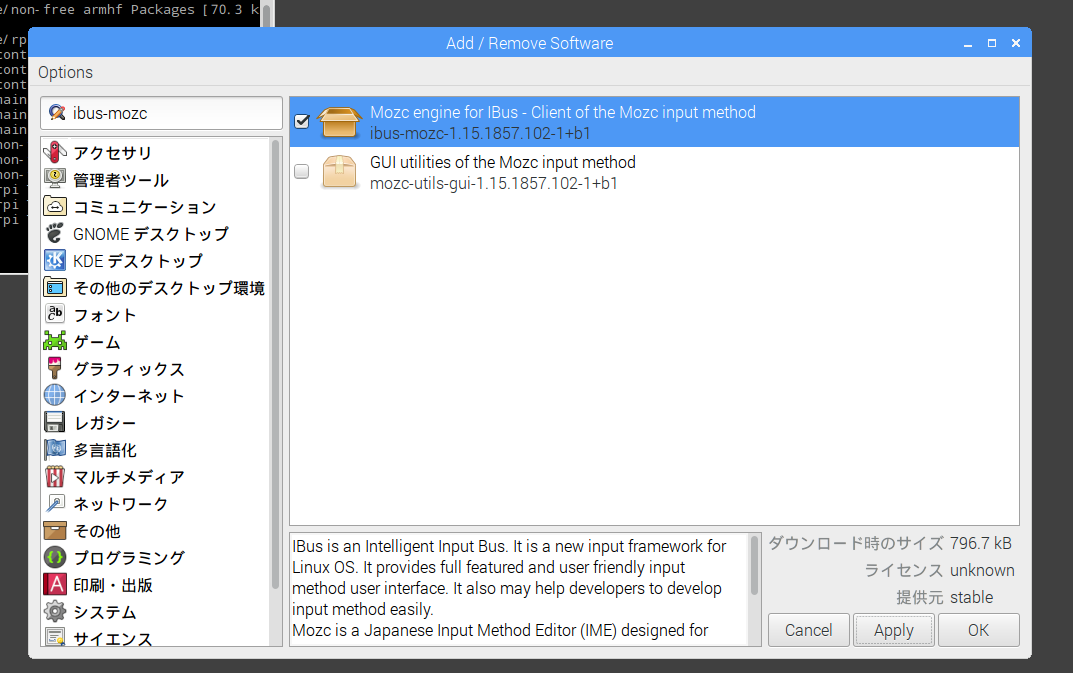 e/non-free armhf Packages [70.3 k
e/rp
cont
cont
cont
main
main
main
non-
non-
non-
rpi
rpi
rpi
Add / Remove Software
Options
ibus-mozc
アクセサリ
管理者ツール
コミュニケーション
GNOME デスクトップ
KDE デスクトップ
その他のデスクトップ環境
フォント
ゲーム
グラフィックス
インターネット
レガシー
多言語化
マルチメディア
ネットワーク
その他
プログラミング
印刷・出版
システム
サイエンス
Mozc engine for IBus - Client of the Mozc input method
ibus-mozc-1.15.1857.102-1+b1
GUI utilities of the Mozc input method
mozc-utils-gui-1.15.1857.102-1+b1
IBus is an Intelligent Input Bus. It is a new input framework for
Linux OS. It provides full featured and user friendly input
method user interface. It also may help developers to develop
input method easily.
Mozc is a Japanese Input Method Editor (IME) designed for
ダウンロード時のサイズ 796.7 kB
ライセンス unknown
提供元 stable
Cancel
Apply
OK